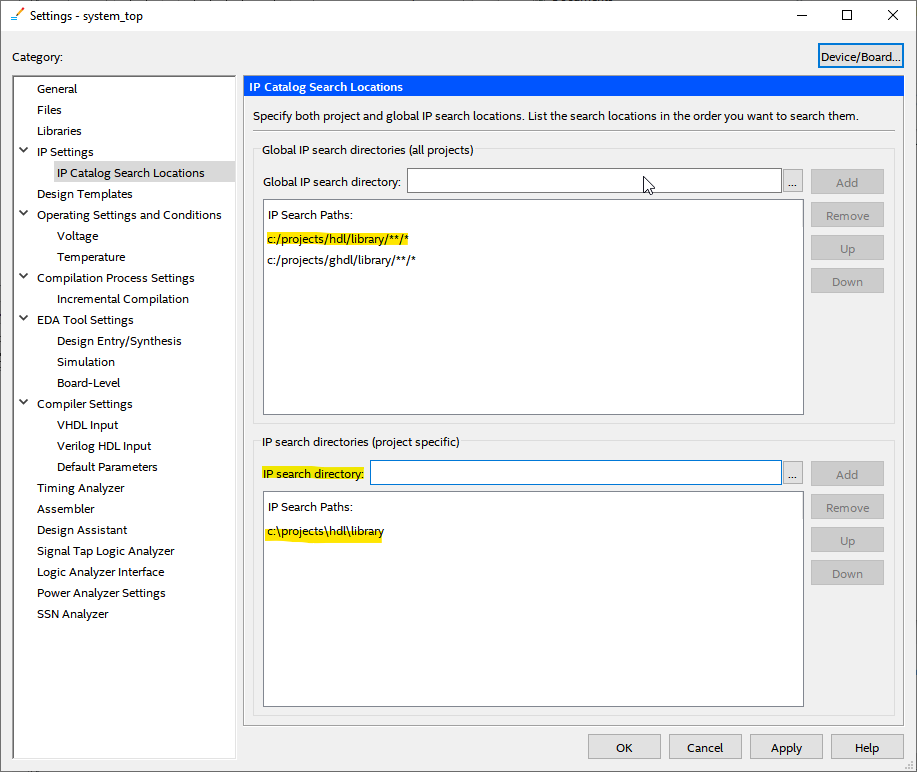 Settings - system_top
Category:
Device/Board...
General
Files
Libraries
IP Settings
IP Catalog Search Locations
Design Templates
Operating Settings and Conditions
Voltage
Temperature
Compilation Process Settings
Incremental Compilation
EDA Tool Settings
Design Entry/Synthesis
Simulation
Board-Level
Compiler Settings
VHDL Input
Verilog HDL Input
Default Parameters
Timing Analyzer
Assembler
Design Assistant
Signal Tap Logic Analyzer
Logic Analyzer Interface
Power Analyzer Settings
SSN Analyzer
IP Catalog Search Locations
Specify both project and global IP search locations. List the search locations in the order you want to search them.
Global IP search directories (all projects)
Global IP search directory:
...
Add
IP Search Paths:
c:/projects/hdl/library/**/*
c:/projects/ghdl/library/**/*
Remove
Up
Down
IP search directories (project specific)
IP search directory:
...
Add
IP Search Paths:
c:\projects\hdl\library
Remove
Up
Down
OK
Cancel
Apply
Help